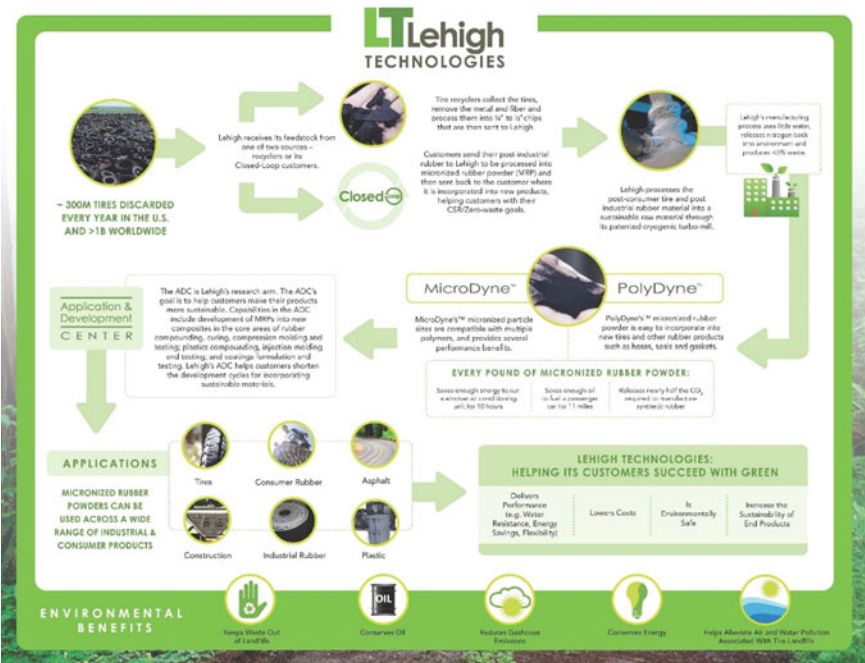 LTLehigh
TECHNOLOGIES
~ 300M TIRES DISCARDED
EVERY YEAR IN THE U.S.
AND >1B WORLDWIDE
Lehigh receives its feedstock from
one of two sources –
recyclers or its
Closed-Loop customers.
Closed Loop
Tire recyclers collect the tires,
remove the metal and fiber and
process them into ¼" to ½" chips
that are then sent to Lehigh.
Customers send their post-industrial
rubber to Lehigh to be processed into
micronized rubber powder (MRP) and
then sent back to the customer where
it is incorporated into new products,
helping customers with their
CSR/Zero-waste goals.
Lehigh processes the
post-consumer tire and post
industrial rubber material into a
sustainable raw material through
its patented cryogenic turbo mill.
Lehigh's manufacturing
process uses little water,
releases nitrogen back
into environment and
produces waste.
Application &
Development
CENTER
The ADC is Lehigh's research arm. The ADC's
goal is to help customers make their products
more sustainable. Capabilities in the ADC
include development of MRPs into new
composites in the core areas of rubber
compounding, curing, compression molding and
testing; plastics compounding, injection molding
and testing; and coatings formulation and
testing. Lehigh's ADC helps customers shorten
the development cycles for incorporating
sustainable materials.
MicroDyne™
PolyDyne™
MicroDyne's™ micronized particle
sizes are compatible with multiple
polymers, and provides several
performance benefits.
PolyDyne's™ micronized rubber
powder is easy to incorporate into
new tires and other rubber products
such as hoses, seals and gaskets.
EVERY POUND OF MICRONIZED RUBBER POWDER:
Saves enough energy to run
a window air conditioning
unit for 10 hours
Saves enough oil
to fuel a passenger
car for 11 miles
Releases nearly half the CO₂
required to manufacture
synthetic rubber
APPLICATIONS
MICRONIZED RUBBER
POWDERS CAN BE
USED ACROSS A WIDE
RANGE OF INDUSTRIAL &
CONSUMER PRODUCTS
Tires
Consumer Rubber
Asphalt
Construction
Industrial Rubber
Plastic
LEHIGH TECHNOLOGIES:
HELPING ITS CUSTOMERS SUCCEED WITH GREEN
Delivers
Performance
(e.g. Water
Resistance, Energy
Savings, Flexibility)
Lowers Costs
Is
Environmentally
Safe
Increase the
Sustainability of
End Products
ENVIRONMENTAL
BENEFITS
Keeps Waste Out
of Landfills
OIL
Conserves Oil
Reduces Gashouse
Emissions
Conserves Energy
Helps Alleviate Air and Water Pollution
Associated With Tire Landfills